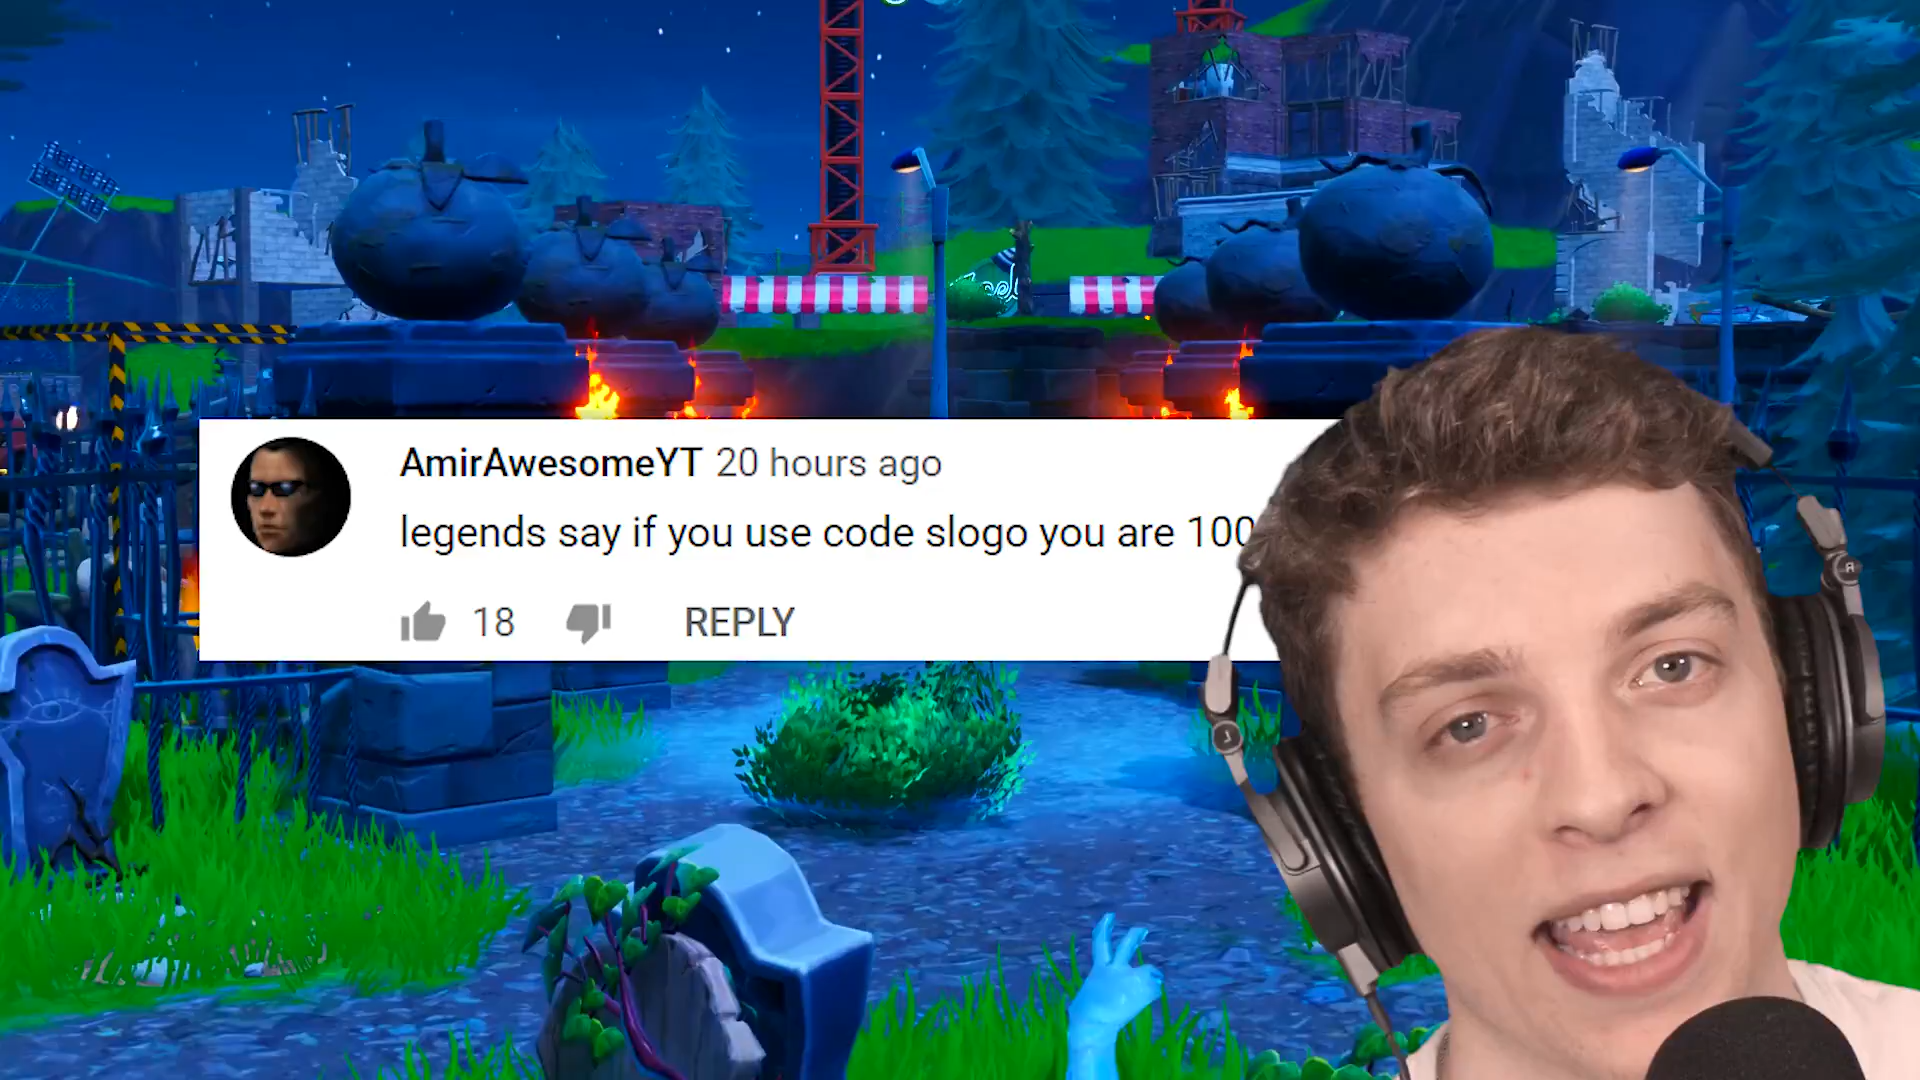 AmirAwesomeYT 20 hours ago
legends say if you use code slogo you are 100
18 REPLY
L
R